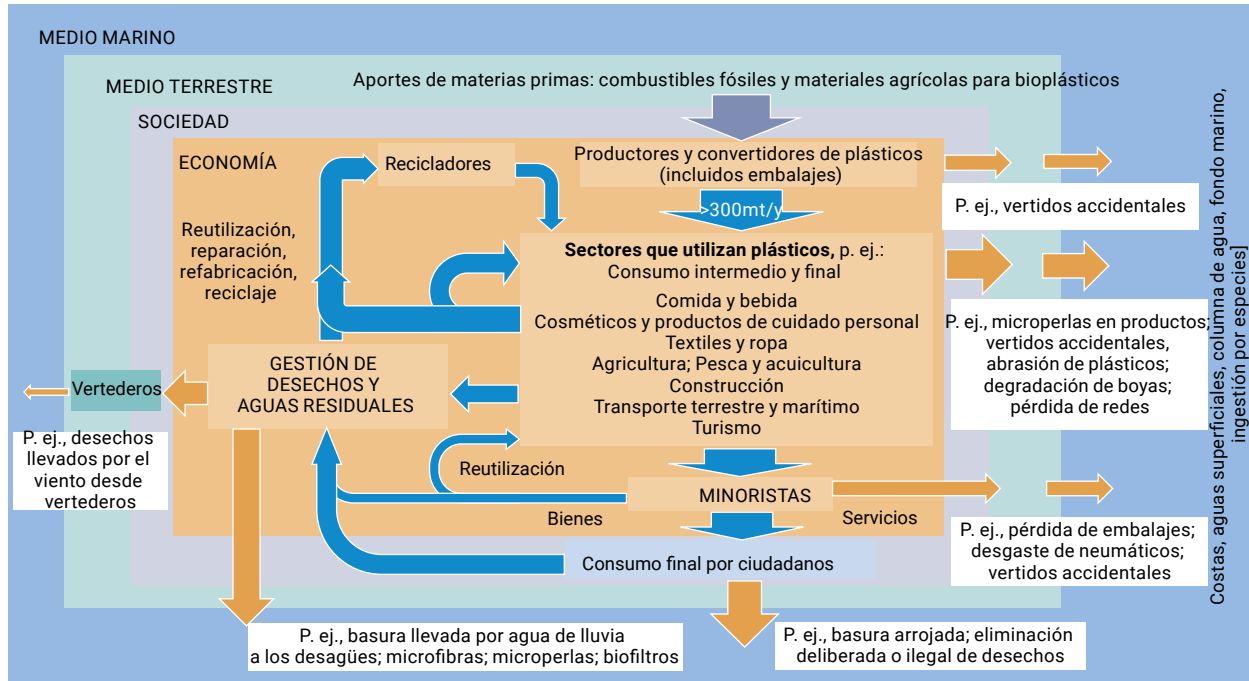 MEDIO MARINO
MEDIO TERRESTRE
Aportes de materias primas: combustibles fósiles y materiales agrícolas para bioplásticos
SOCIEDAD
ECONOMÍA
Recicladores
Productores y convertidores de plásticos
(incluidos embalajes)
>300mt/y
P. ej., vertidos accidentales
Reutilización,
reparación,
refabricación,
reciclaje
Sectores que utilizan plásticos, p. ej.:
Consumo intermedio y final
Comida y bebida
Cosméticos y productos de cuidado personal
Textiles y ropa
Agricultura; Pesca y acuicultura
Construcción
Transporte terrestre y marítimo
Turismo
P. ej., microperlas en productos;
vertidos accidentales,
abrasión de plásticos;
degradación de boyas;
pérdida de redes
GESTIÓN DE
DESECHOS Y
AGUAS RESIDUALES
Vertederos
P. ej., desechos
llevados por el
viento desde
vertederos
Reutilización
MINORISTAS
Bienes
Servicios
P. ej., pérdida de embalajes;
desgaste de neumáticos;
vertidos accidentales
Consumo final por ciudadanos
P. ej., basura llevada por agua de lluvia
a los desagües; microfibras; microperlas; biofiltros
P. ej., basura arrojada; eliminación
deliberada o ilegal de desechos
Costas, aguas superficiales, columa de agua, fondo marino,
ingestión por especies]